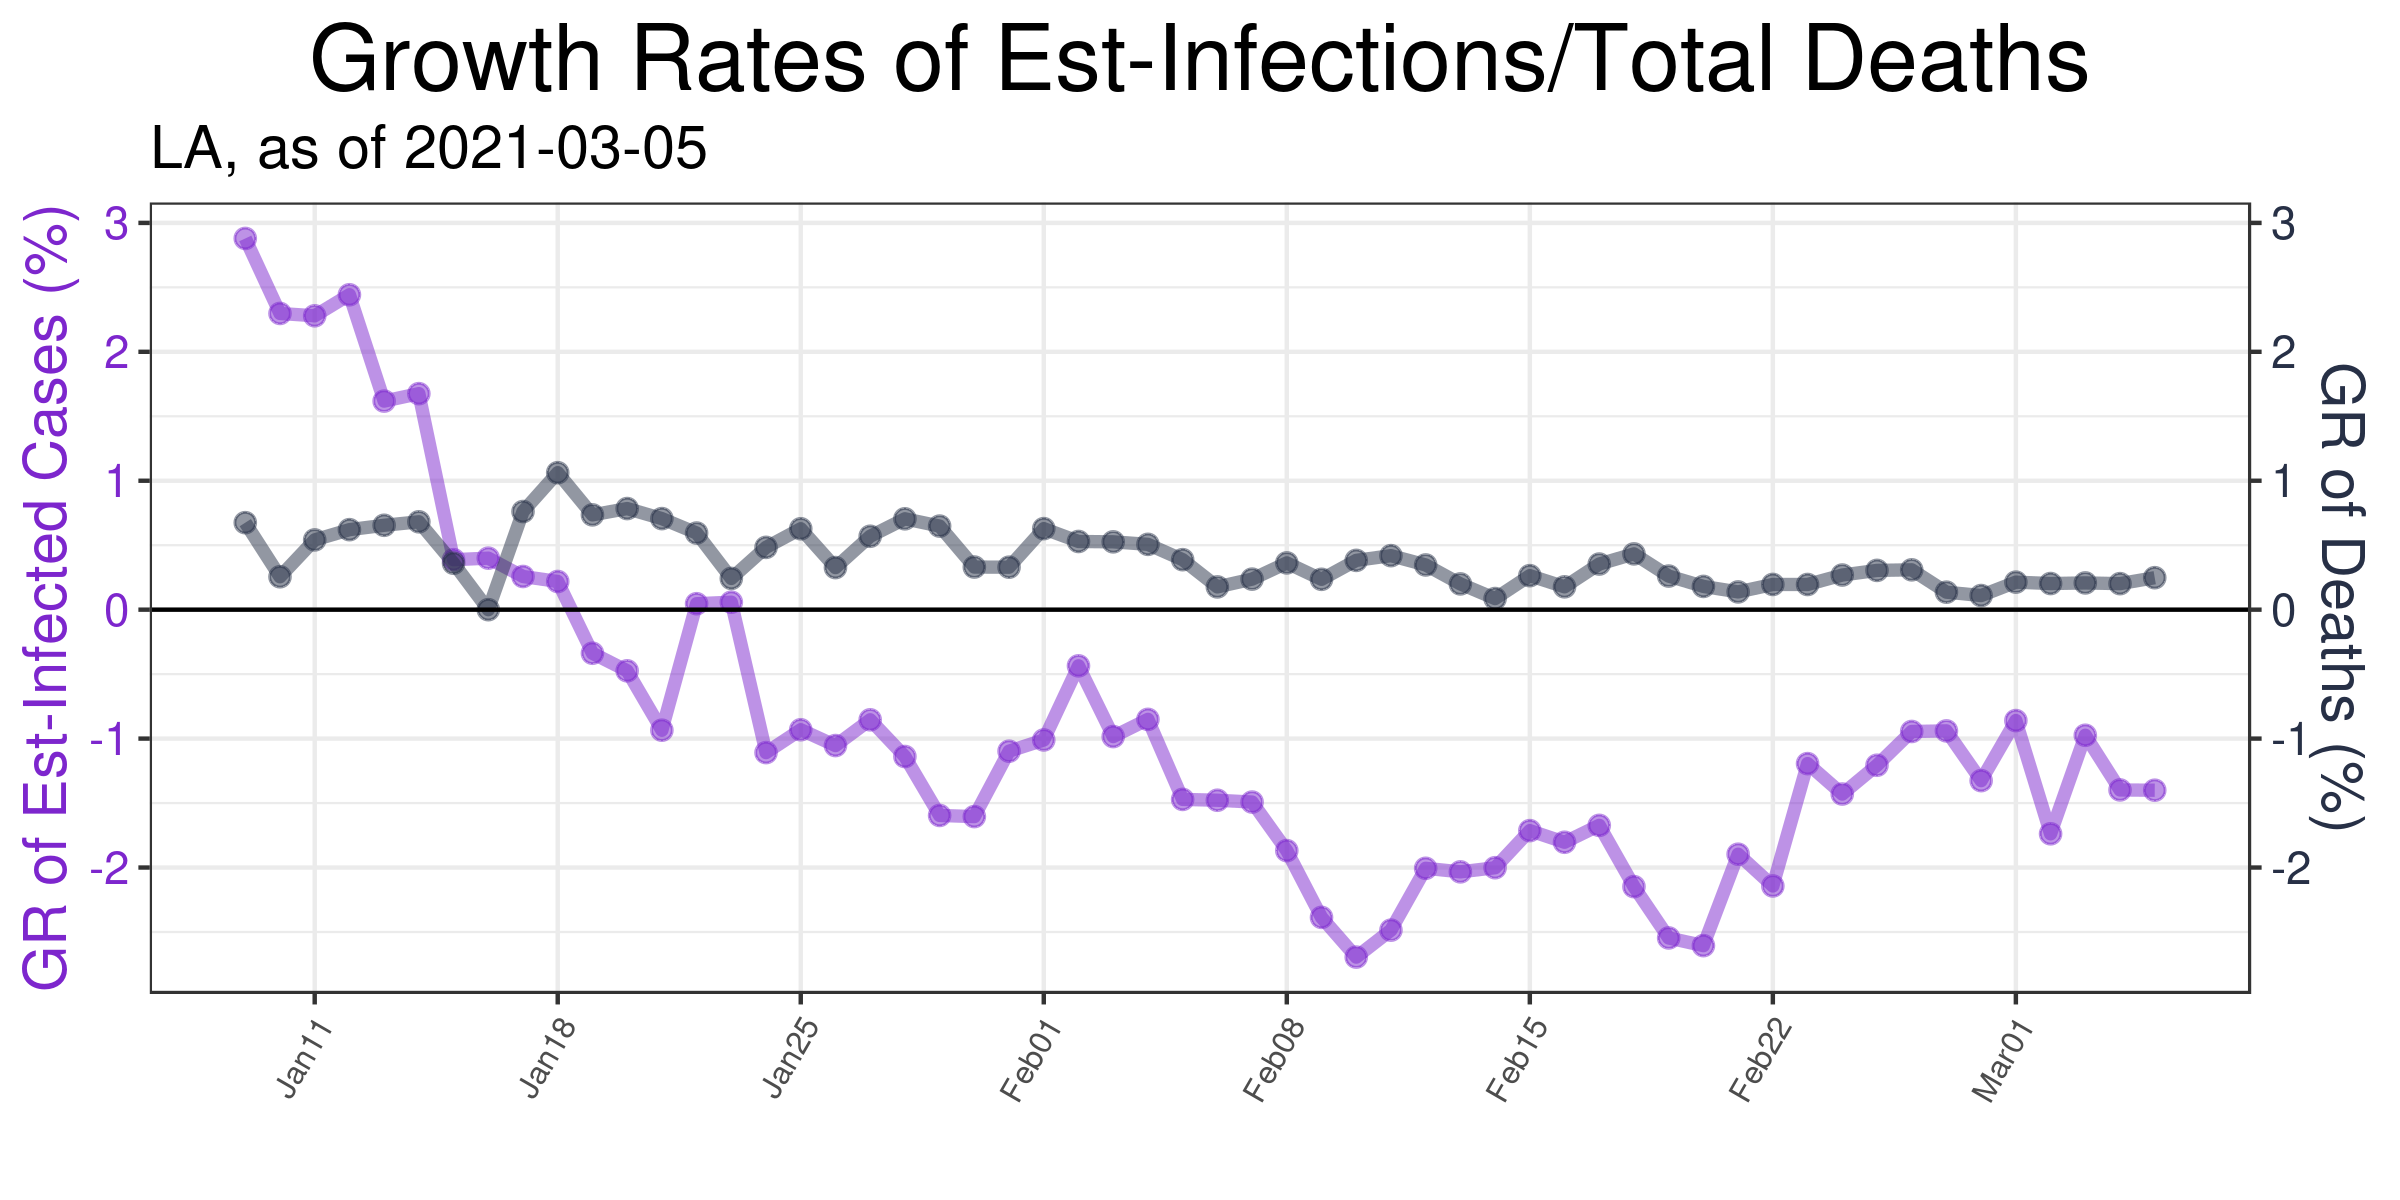 Growth Rates of Est-Infections/Total Deaths
LA, as of 2021-03-05
GR of Est-Infected Cases (%)
3
2
1
0
-1
-2
3
2
1
0
-1
-2
GR of Deaths (%)
Jan11
Jan18
Jan25
Feb01
Feb08
Feb15
Feb22
Mar01